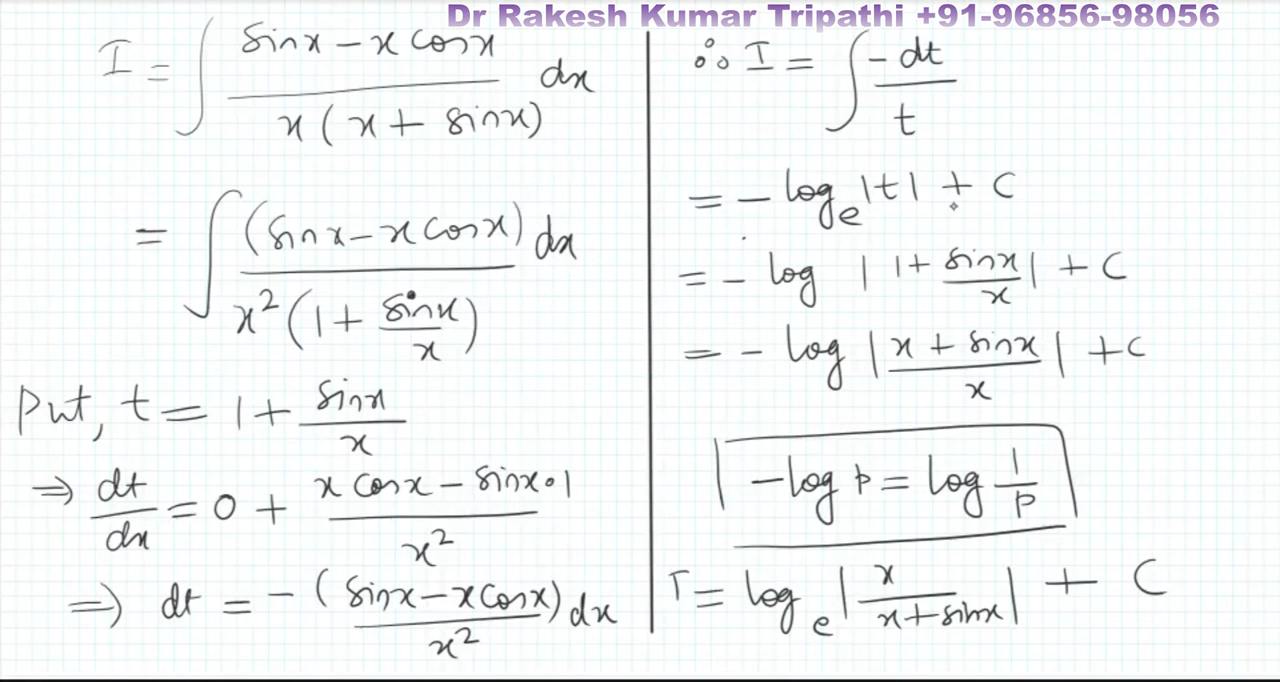 Dr Rakesh Kumar Tripathi +91-96856-98056
I = ∫ (sinx – x cosx) / (x ( x + sinx)) dx
= ∫ (sinx – x cosx) dx / (x² (1 + sinx/x))
Put, t = 1 + sinx/x
⇒ dt/dx = 0 + (x cosx – sinx·1) / x²
⇒ dt = – (sinx – x cosx) dx / x²
∴ I = ∫ – dt / t
= – logₑ |t| + C
= – log | 1 + sinx/x | + C
= – log | (x + sinx) / x | + C
– log p = log 1/p
I = logₑ | x / (x + sinx) | + C